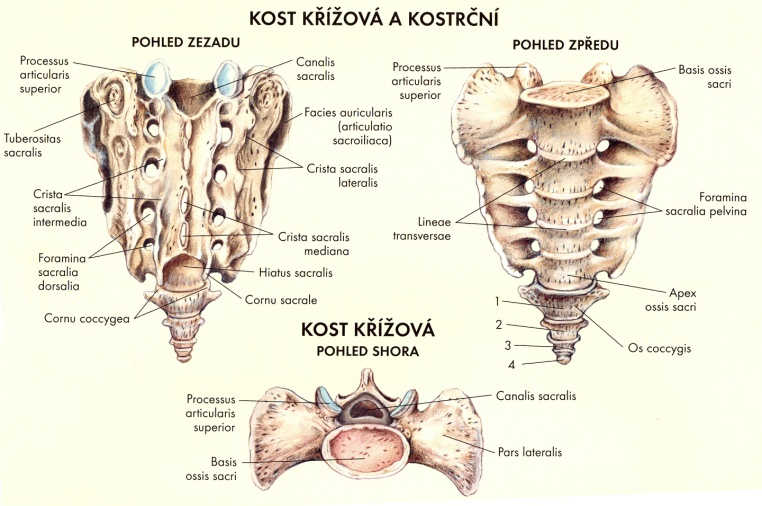 KOST KŘÍŽOVÁ A KOSTRČNÍ
POHLED ZEZADU
Processus
articularis
superior
Tuberositas
sacralis
Crista
sacralis
intermedia
Foramina
sacralia
dorsalia
Cornu coccygea
Canalis
sacralis
Facies auricularis
(articulatio
sacroiliaca)
Crista sacralis
lateralis
Crista sacralis
mediana
Hiatus sacralis
Cornu sacrale
POHLED ZPŘEDU
Processus
articularis
superior
Lineae
transversae
1
2
3
4
Basis ossis
sacri
Foramina
sacralia pelvina
Apex
ossis sacri
Os coccygis
KOST KŘÍŽOVÁ
POHLED SHORA
Processus
articularis
superior
Basis
ossis sacri
Canalis sacralis
Pars lateralis